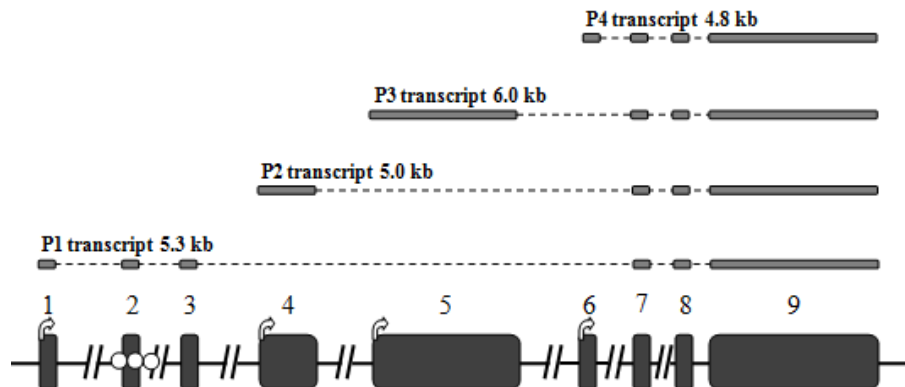 P4 transcript 4.8 kb
P3 transcript 6.0 kb
P2 transcript 5.0 kb
P1 transcript 5.3 kb
1 2 3 4 5 6 7 8 9